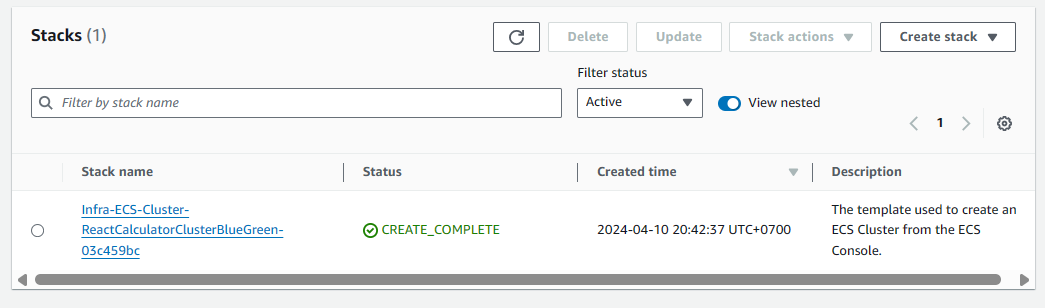 Stacks (1)
Delete
Update
Stack actions
Create stack
Filter status
Filter by stack name
Active
View nested
1
Stack name
Status
Created time
Description
Infra-ECS-Cluster-
ReactCalculatorClusterBlueGreen-
03c459bc
CREATE_COMPLETE
2024-04-10 20:42:37 UTC+0700
The template used to create an
ECS Cluster from the ECS
Console.